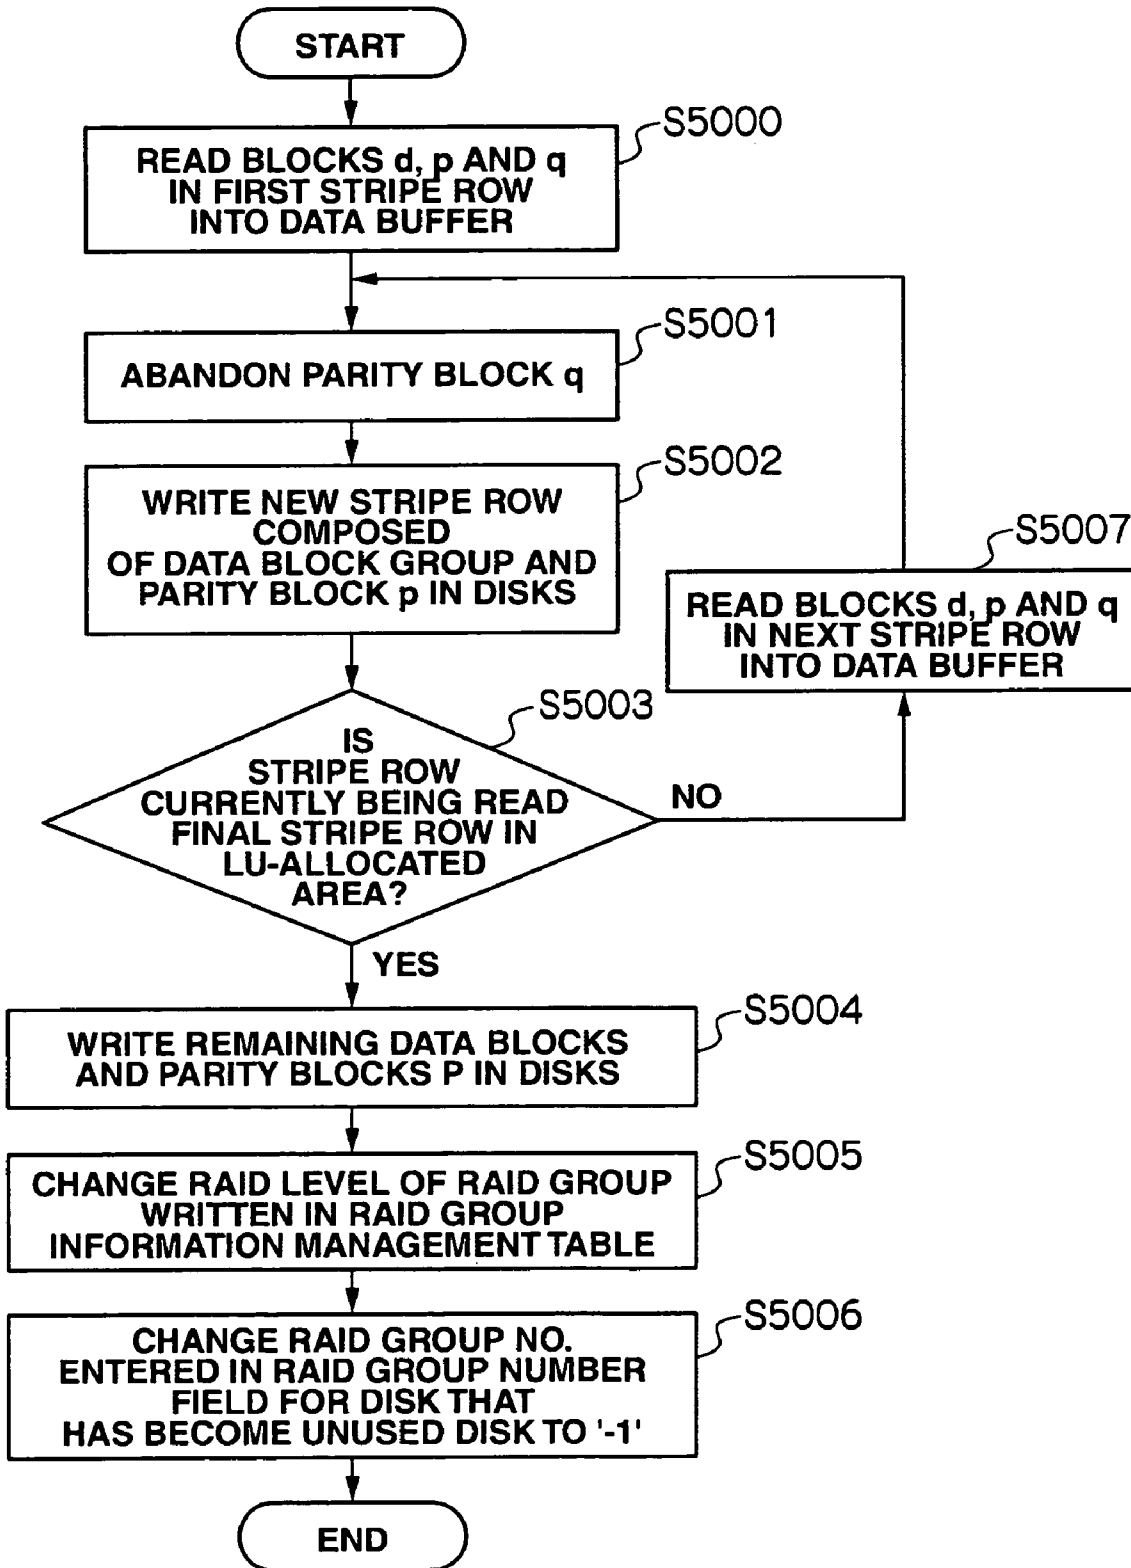 START
S5000
READ BLOCKS d, p AND q
IN FIRST STRIPE ROW
INTO DATA BUFFER
S5001
ABANDON PARITY BLOCK q
S5002
WRITE NEW STRIPE ROW
COMPOSED
OF DATA BLOCK GROUP AND
PARITY BLOCK p IN DISKS
S5007
READ BLOCKS d, p AND q
IN NEXT STRIPE ROW
INTO DATA BUFFER
S5003
IS
STRIPE ROW
CURRENTLY BEING READ
FINAL STRIPE ROW IN
LU-ALLOCATED
AREA?
NO
YES
S5004
WRITE REMAINING DATA BLOCKS
AND PARITY BLOCKS P IN DISKS
S5005
CHANGE RAID LEVEL OF RAID GROUP
WRITTEN IN RAID GROUP
INFORMATION MANAGEMENT TABLE
S5006
CHANGE RAID GROUP NO.
ENTERED IN RAID GROUP NUMBER
FIELD FOR DISK THAT
HAS BECOME UNUSED DISK TO '-1'
END